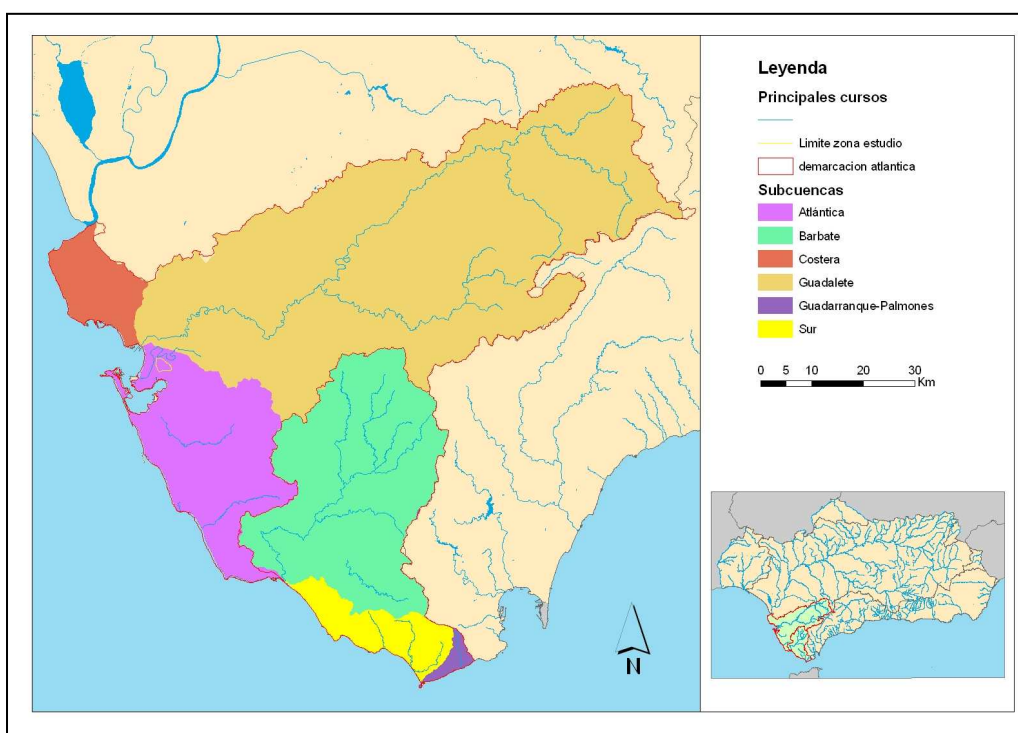 Leyenda
Principales cursos
Limite zona estudio
demarcacion atlantica
Subcuencas
Atlántica
Barbate
Costera
Guadalete
Guadarranque-Palmones
Sur
0 5 10 20 30
Km
N